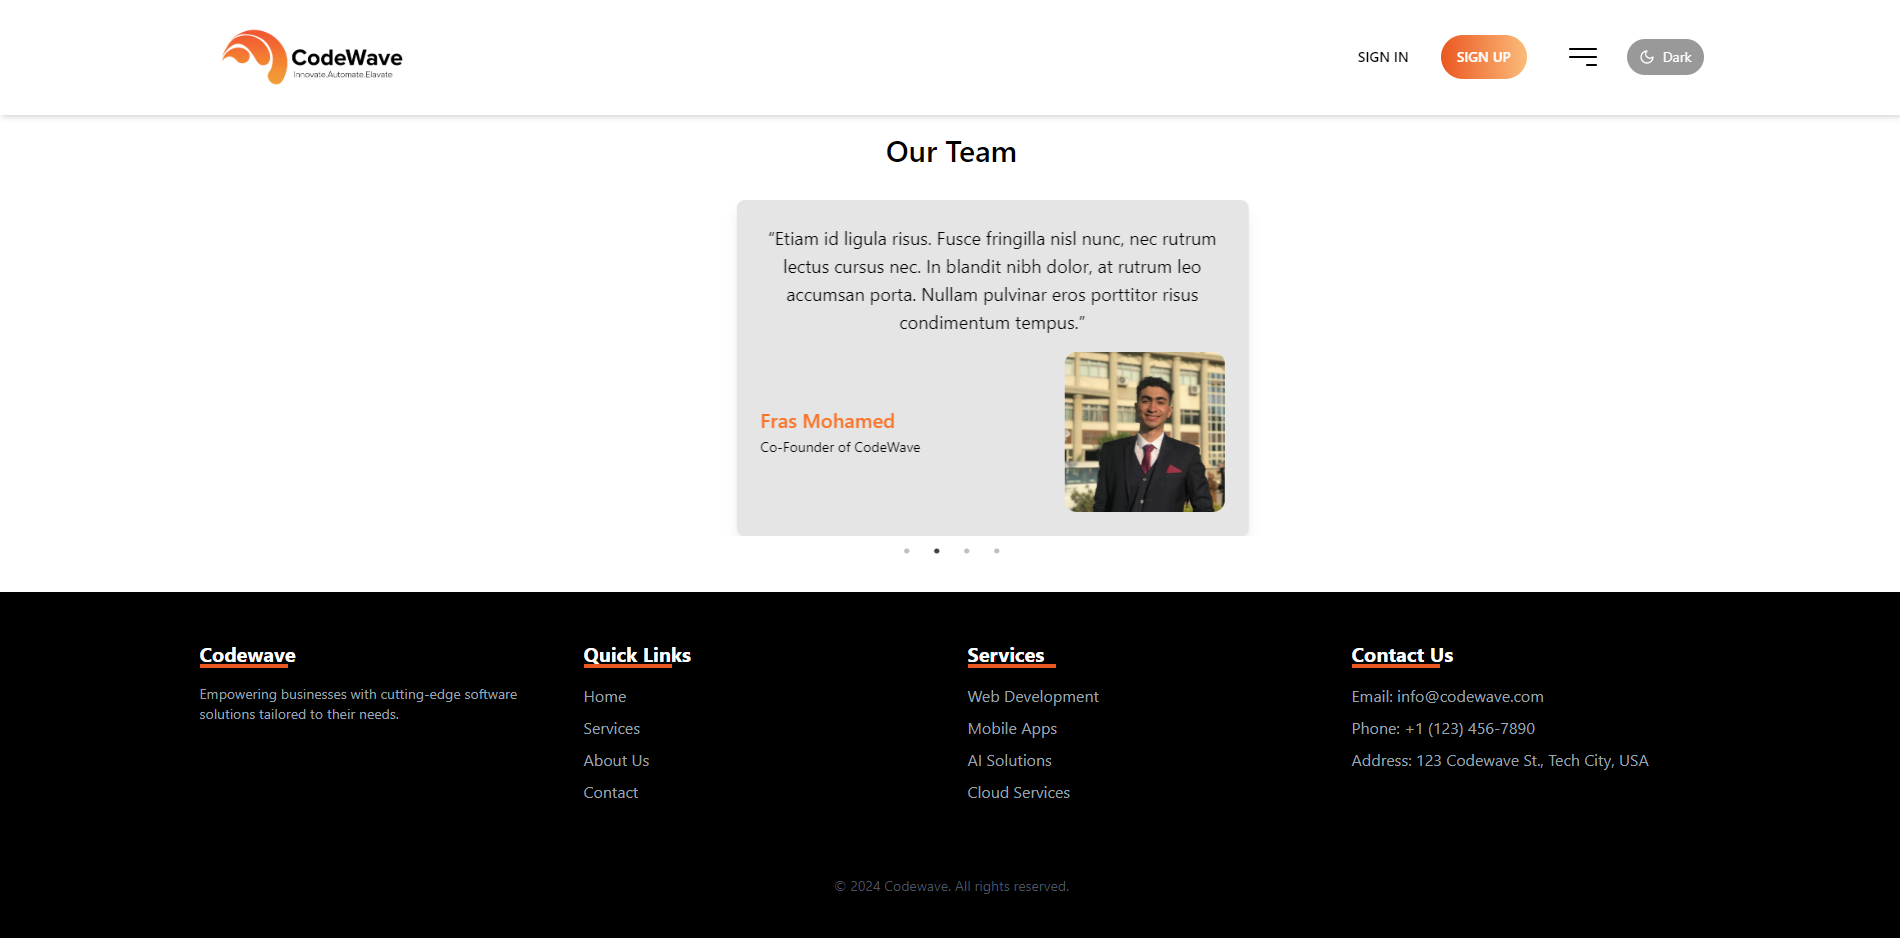 CodeWave
Innovate.Automate.Elavate
SIGN IN
SIGN UP
Dark
Our Team
“Etiam id ligula risus. Fusce fringilla nisl nunc, nec rutrum
lectus cursus nec. In blandit nibh dolor, at rutrum leo
accumsan porta. Nullam pulvinar eros porttitor risus
condimentum tempus.”
Fras Mohamed
Co-Founder of CodeWave
Codewave
Empowering businesses with cutting-edge software
solutions tailored to their needs.
Quick Links
Home
Services
About Us
Contact
Services
Web Development
Mobile Apps
AI Solutions
Cloud Services
Contact Us
Email: info@codewave.com
Phone: +1 (123) 456-7890
Address: 123 Codewave St., Tech City, USA
© 2024 Codewave. All rights reserved.